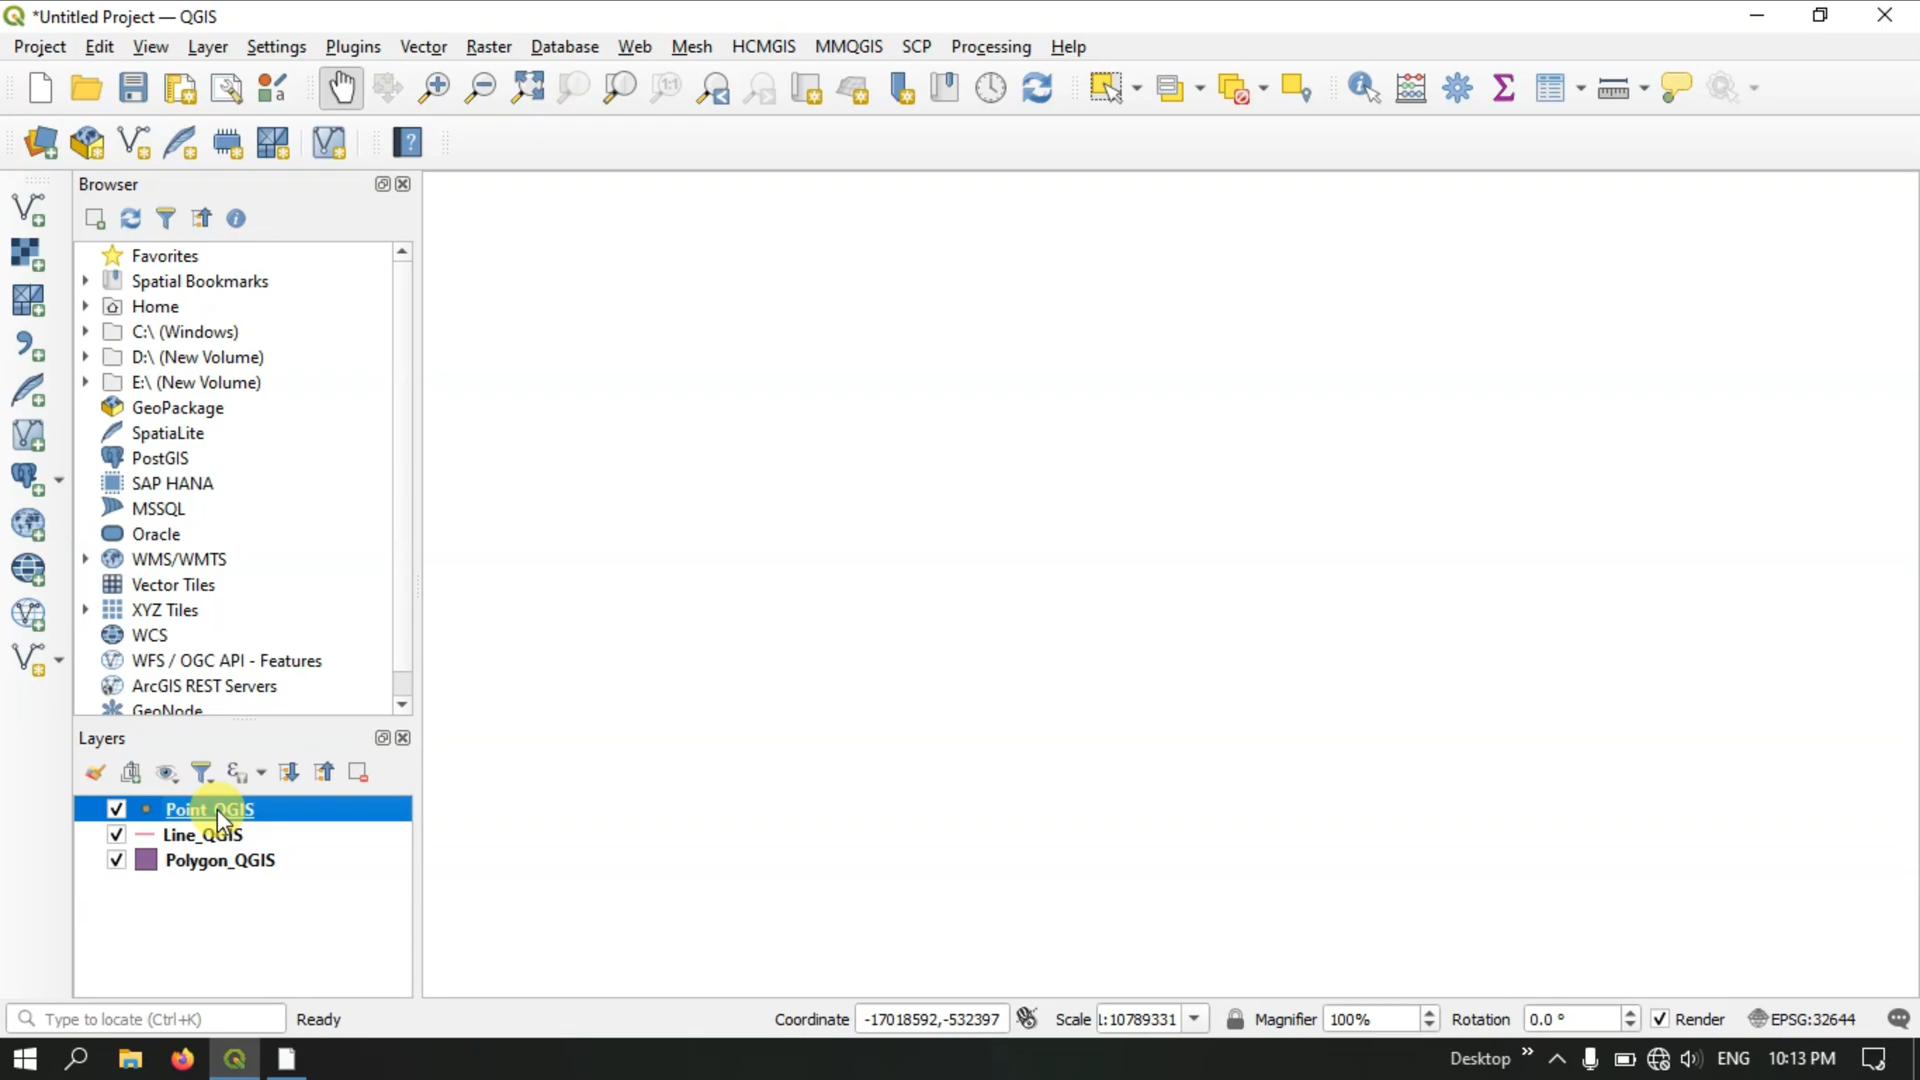 *Untitled Project — QGIS
Project Edit View Layer Settings Plugins Vector Raster Database Web Mesh HCMGIS MMQGIS SCP Processing Help
Browser
Favorites
Spatial Bookmarks
Home
C:\ (Windows)
D:\ (New Volume)
E:\ (New Volume)
GeoPackage
SpatiaLite
PostGIS
SAP HANA
MSSQL
Oracle
WMS/WMTS
Vector Tiles
XYZ Tiles
WCS
WFS / OGC API - Features
ArcGIS REST Servers
GeoNode
Layers
Point_QGIS
Line_QGIS
Polygon_QGIS
Type to locate (Ctrl+K) Ready Coordinate -17018592,-532397 Scale 1:10789331 Magnifier 100% Rotation 0.0 ° Render EPSG:32644
Desktop » ENG 10:13 PM